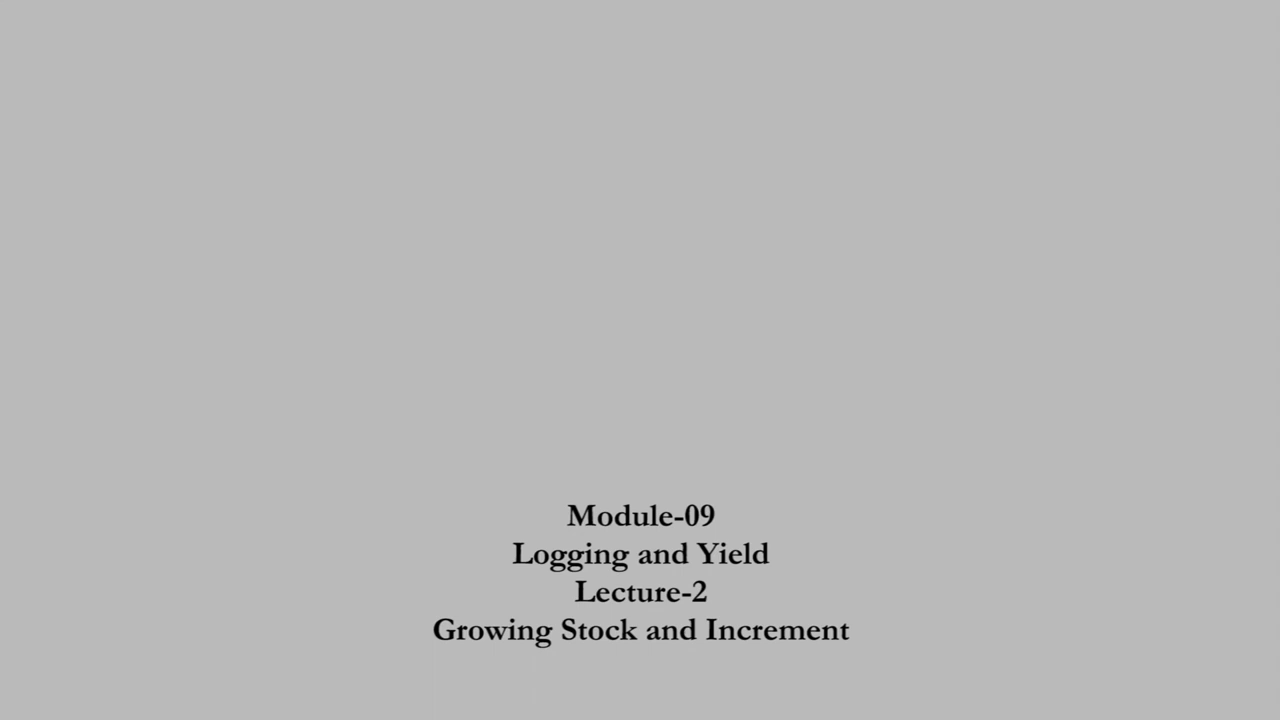 Module-09
Logging and Yield
Lecture-2
Growing Stock and Increment